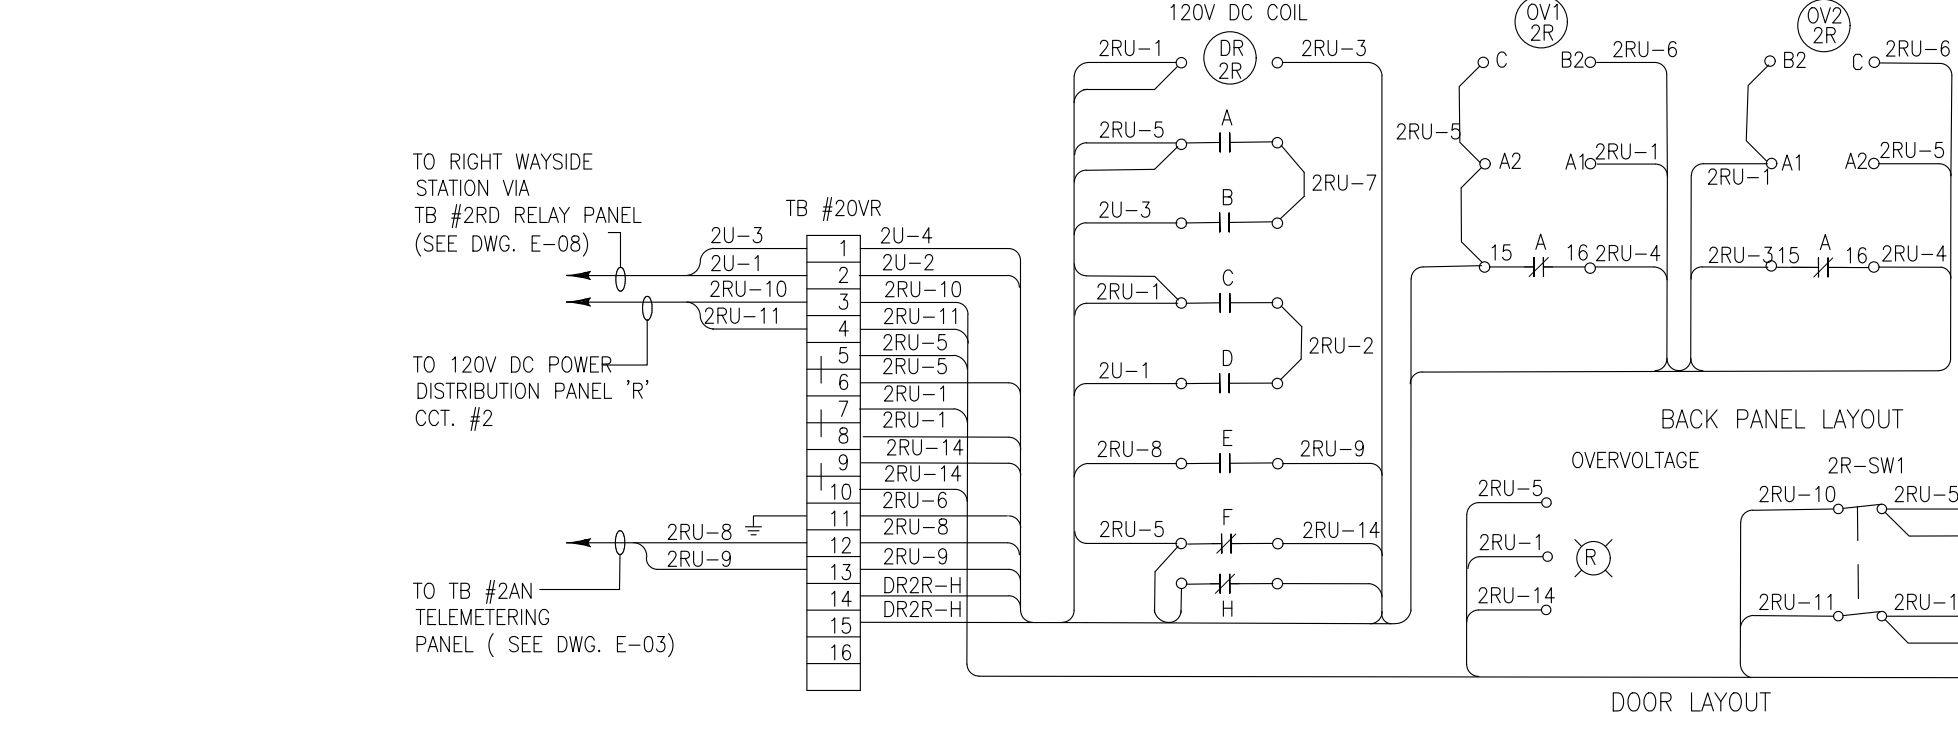 120V DC COIL
DR
2R
2RU-1
2RU-3
2RU-5
A
2RU-7
2U-3
B
2RU-1
C
2RU-2
2U-1
D
2RU-8
E
2RU-9
2RU-5
F
2RU-14
H
OV1
2R
C
B2
2RU-6
2RU-5
A2
A1
2RU-1
15
A
16
2RU-4
OV2
2R
B2
C
2RU-6
2RU-1
A1
A2
2RU-5
2RU-3
15
A
16
2RU-4
BACK PANEL LAYOUT
TO RIGHT WAYSIDE
STATION VIA
TB #2RD RELAY PANEL
(SEE DWG. E-08)
TO 120V DC POWER
DISTRIBUTION PANEL 'R'
CCT. #2
TO TB #2AN
TELEMETERING
PANEL ( SEE DWG. E-03)
TB #20VR
2U-3 1 2U-4
2U-1 2 2U-2
2RU-10 3 2RU-10
2RU-11 4 2RU-11
5 2RU-5
6 2RU-5
7 2RU-1
8 2RU-1
9 2RU-14
10 2RU-14
11 2RU-6
2RU-8 12 2RU-8
2RU-9 13 2RU-9
14 DR2R-H
15 DR2R-H
16
OVERVOLTAGE
2RU-5
2RU-1
R
2RU-14
2R-SW1
2RU-10
2RU-5
2RU-11
2RU-1
DOOR LAYOUT